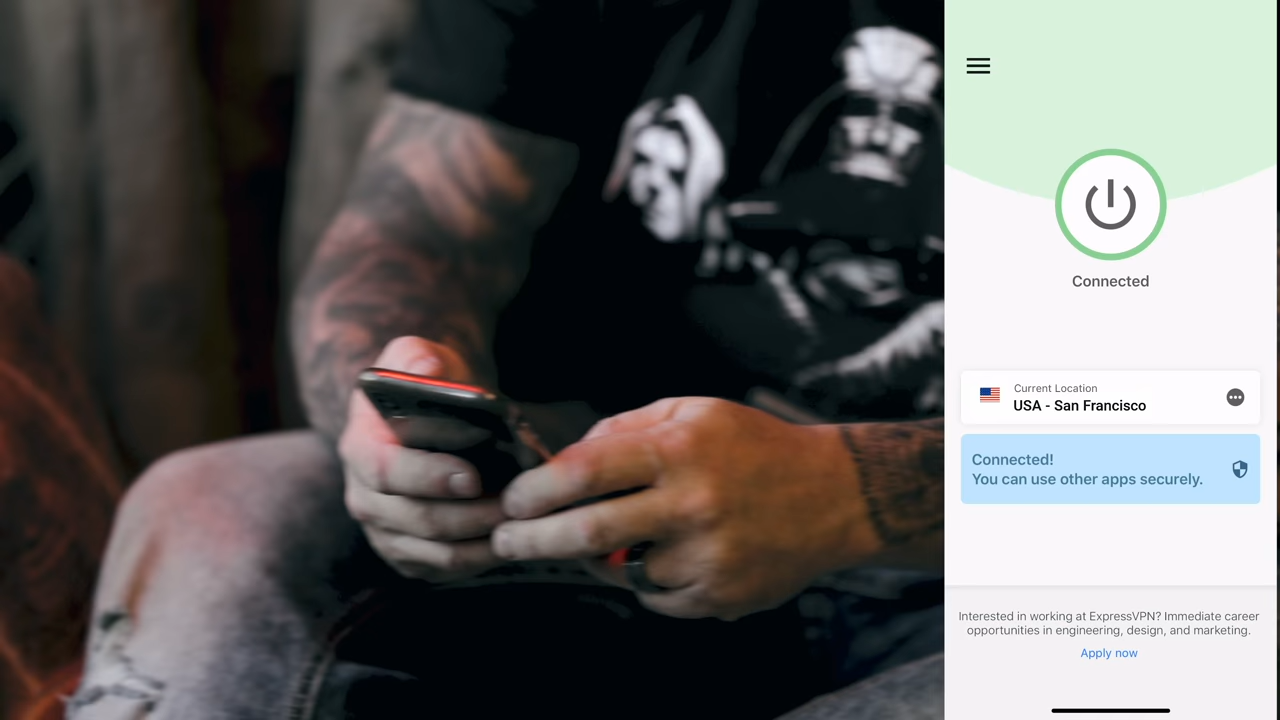 Connected
Current Location
USA - San Francisco
Connected!
You can use other apps securely.
Interested in working at ExpressVPN? Immediate career
opportunities in engineering, design, and marketing.
Apply now